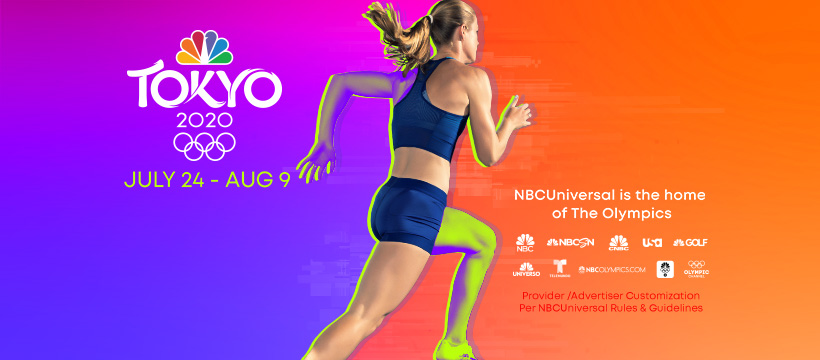 TOKYO
2020
JULY 24 - AUG 9
NBCUniversal is the home
of The Olympics
NBC NBCSN CNBC USA GOLF
UNIVERSO TELEMUNDO NBCOLYMPICS.COM OLYMPIC
CHANNEL
Provider /Advertiser Customization
Per NBCUniversal Rules & Guidelines